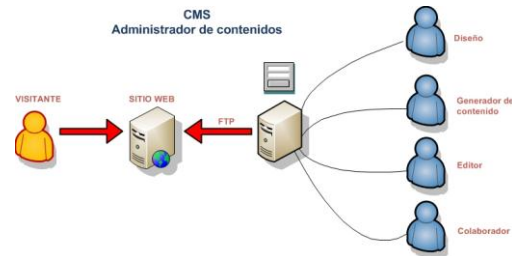 CMS
Administrador de contenidos
Diseño
VISITANTE
SITIO WEB
FTP
Generador de
contenido
Editor
Colaborador